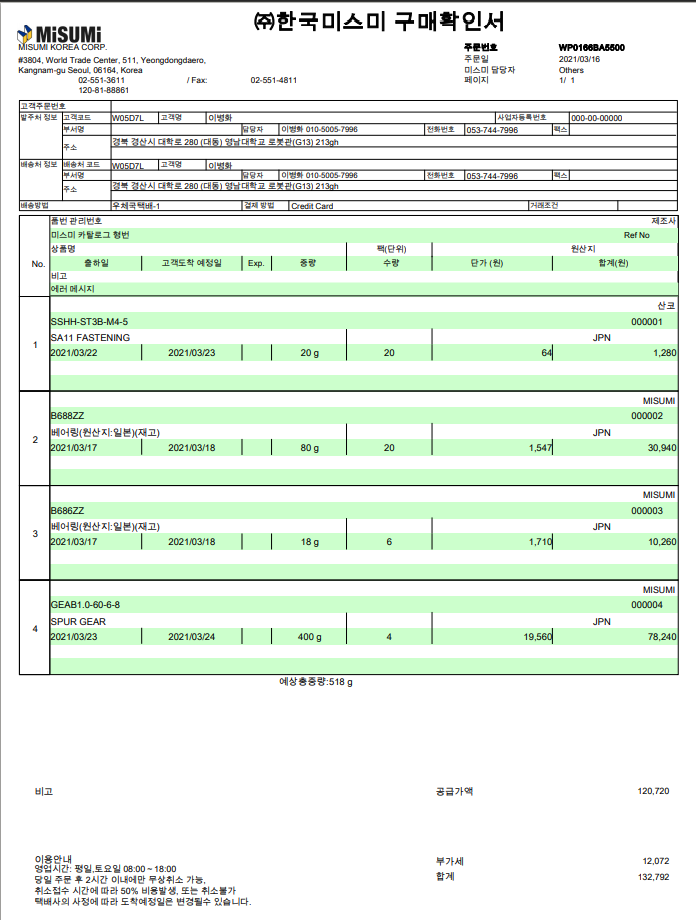 ㈜한국미스미 구매확인서
MiSUMi
MISUMI KOREA CORP.
#3804, World Trade Center, 511, Yeongdongdaero,
Kangnam-gu Seoul, 06164, Korea
02-551-3611 / Fax: 02-551-4811
120-81-88861
주문번호 WP0166BA5500
주문일 2021/03/16
미스미 담당자 Others
페이지 1/ 1
고객주문번호
발주처 정보 고객코드 W05D7L 고객명 이병화 사업자등록번호 000-00-00000
부서명 담당자 이병화 010-5005-7996 전화번호 053-744-7996 팩스
주소 경북 경산시 대학로 280 (대동) 영남대학교 로봇관(G13) 213gh
배송처 정보 배송처 코드 W05D7L 고객명 이병화
부서명 담당자 이병화 010-5005-7996 전화번호 053-744-7996 팩스
주소 경북 경산시 대학로 280 (대동) 영남대학교 로봇관(G13) 213gh
배송방법 우체국택배-1 결제 방법 Credit Card 거래조건
품번 관리번호 제조사
미스미 카탈로그 형번 Ref No
상품명 팩(단위) 원산지
No. 출하일 고객도착 예정일 Exp. 중량 수량 단가 (원) 합계(원)
비고
에러 메시지
산코
SSHH-ST3B-M4-5 000001
1 SA11 FASTENING JPN
2021/03/22 2021/03/23 20 g 20 64 1,280
MISUMI
B688ZZ 000002
2 베어링(원산지:일본)(재고) JPN
2021/03/17 2021/03/18 80 g 20 1,547 30,940
MISUMI
B686ZZ 000003
3 베어링(원산지:일본)(재고) JPN
2021/03/17 2021/03/18 18 g 6 1,710 10,260
MISUMI
GEAB1.0-60-6-8 000004
4 SPUR GEAR JPN
2021/03/23 2021/03/24 400 g 4 19,560 78,240
예상총중량:518 g
비고 공급가액 120,720
이용안내
영업시간: 평일,토요일 08:00 ~ 18:00
당일 주문 후 2시간 이내에만 무상취소 가능,
취소접수 시간에 따라 50% 비용발생, 또는 취소불가
택배사의 사정에 따라 도착예정일은 변경될수 있습니다.
부가세 12,072
합계 132,792